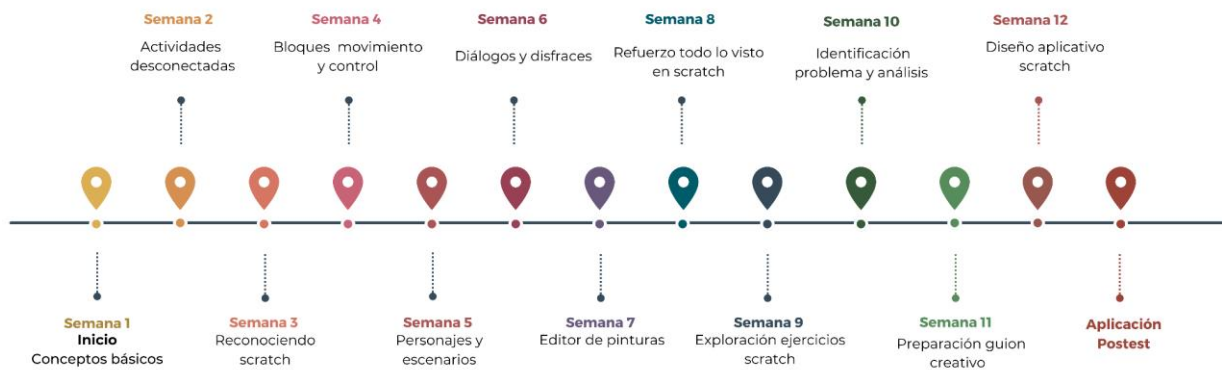 Semana 2
Actividades
desconectadas
Semana 4
Bloques movimiento
y control
Semana 6
Diálogos y disfraces
Semana 8
Refuerzo todo lo visto
en scratch
Semana 10
Identificación
problema y análisis
Semana 12
Diseño aplicativo
scratch
Semana 1
Inicio
Conceptos básicos
Semana 3
Reconociendo
scratch
Semana 5
Personajes y
escenarios
Semana 7
Editor de pinturas
Semana 9
Exploración ejercicios
scratch
Semana 11
Preparación guion
creativo
Aplicación
Postest